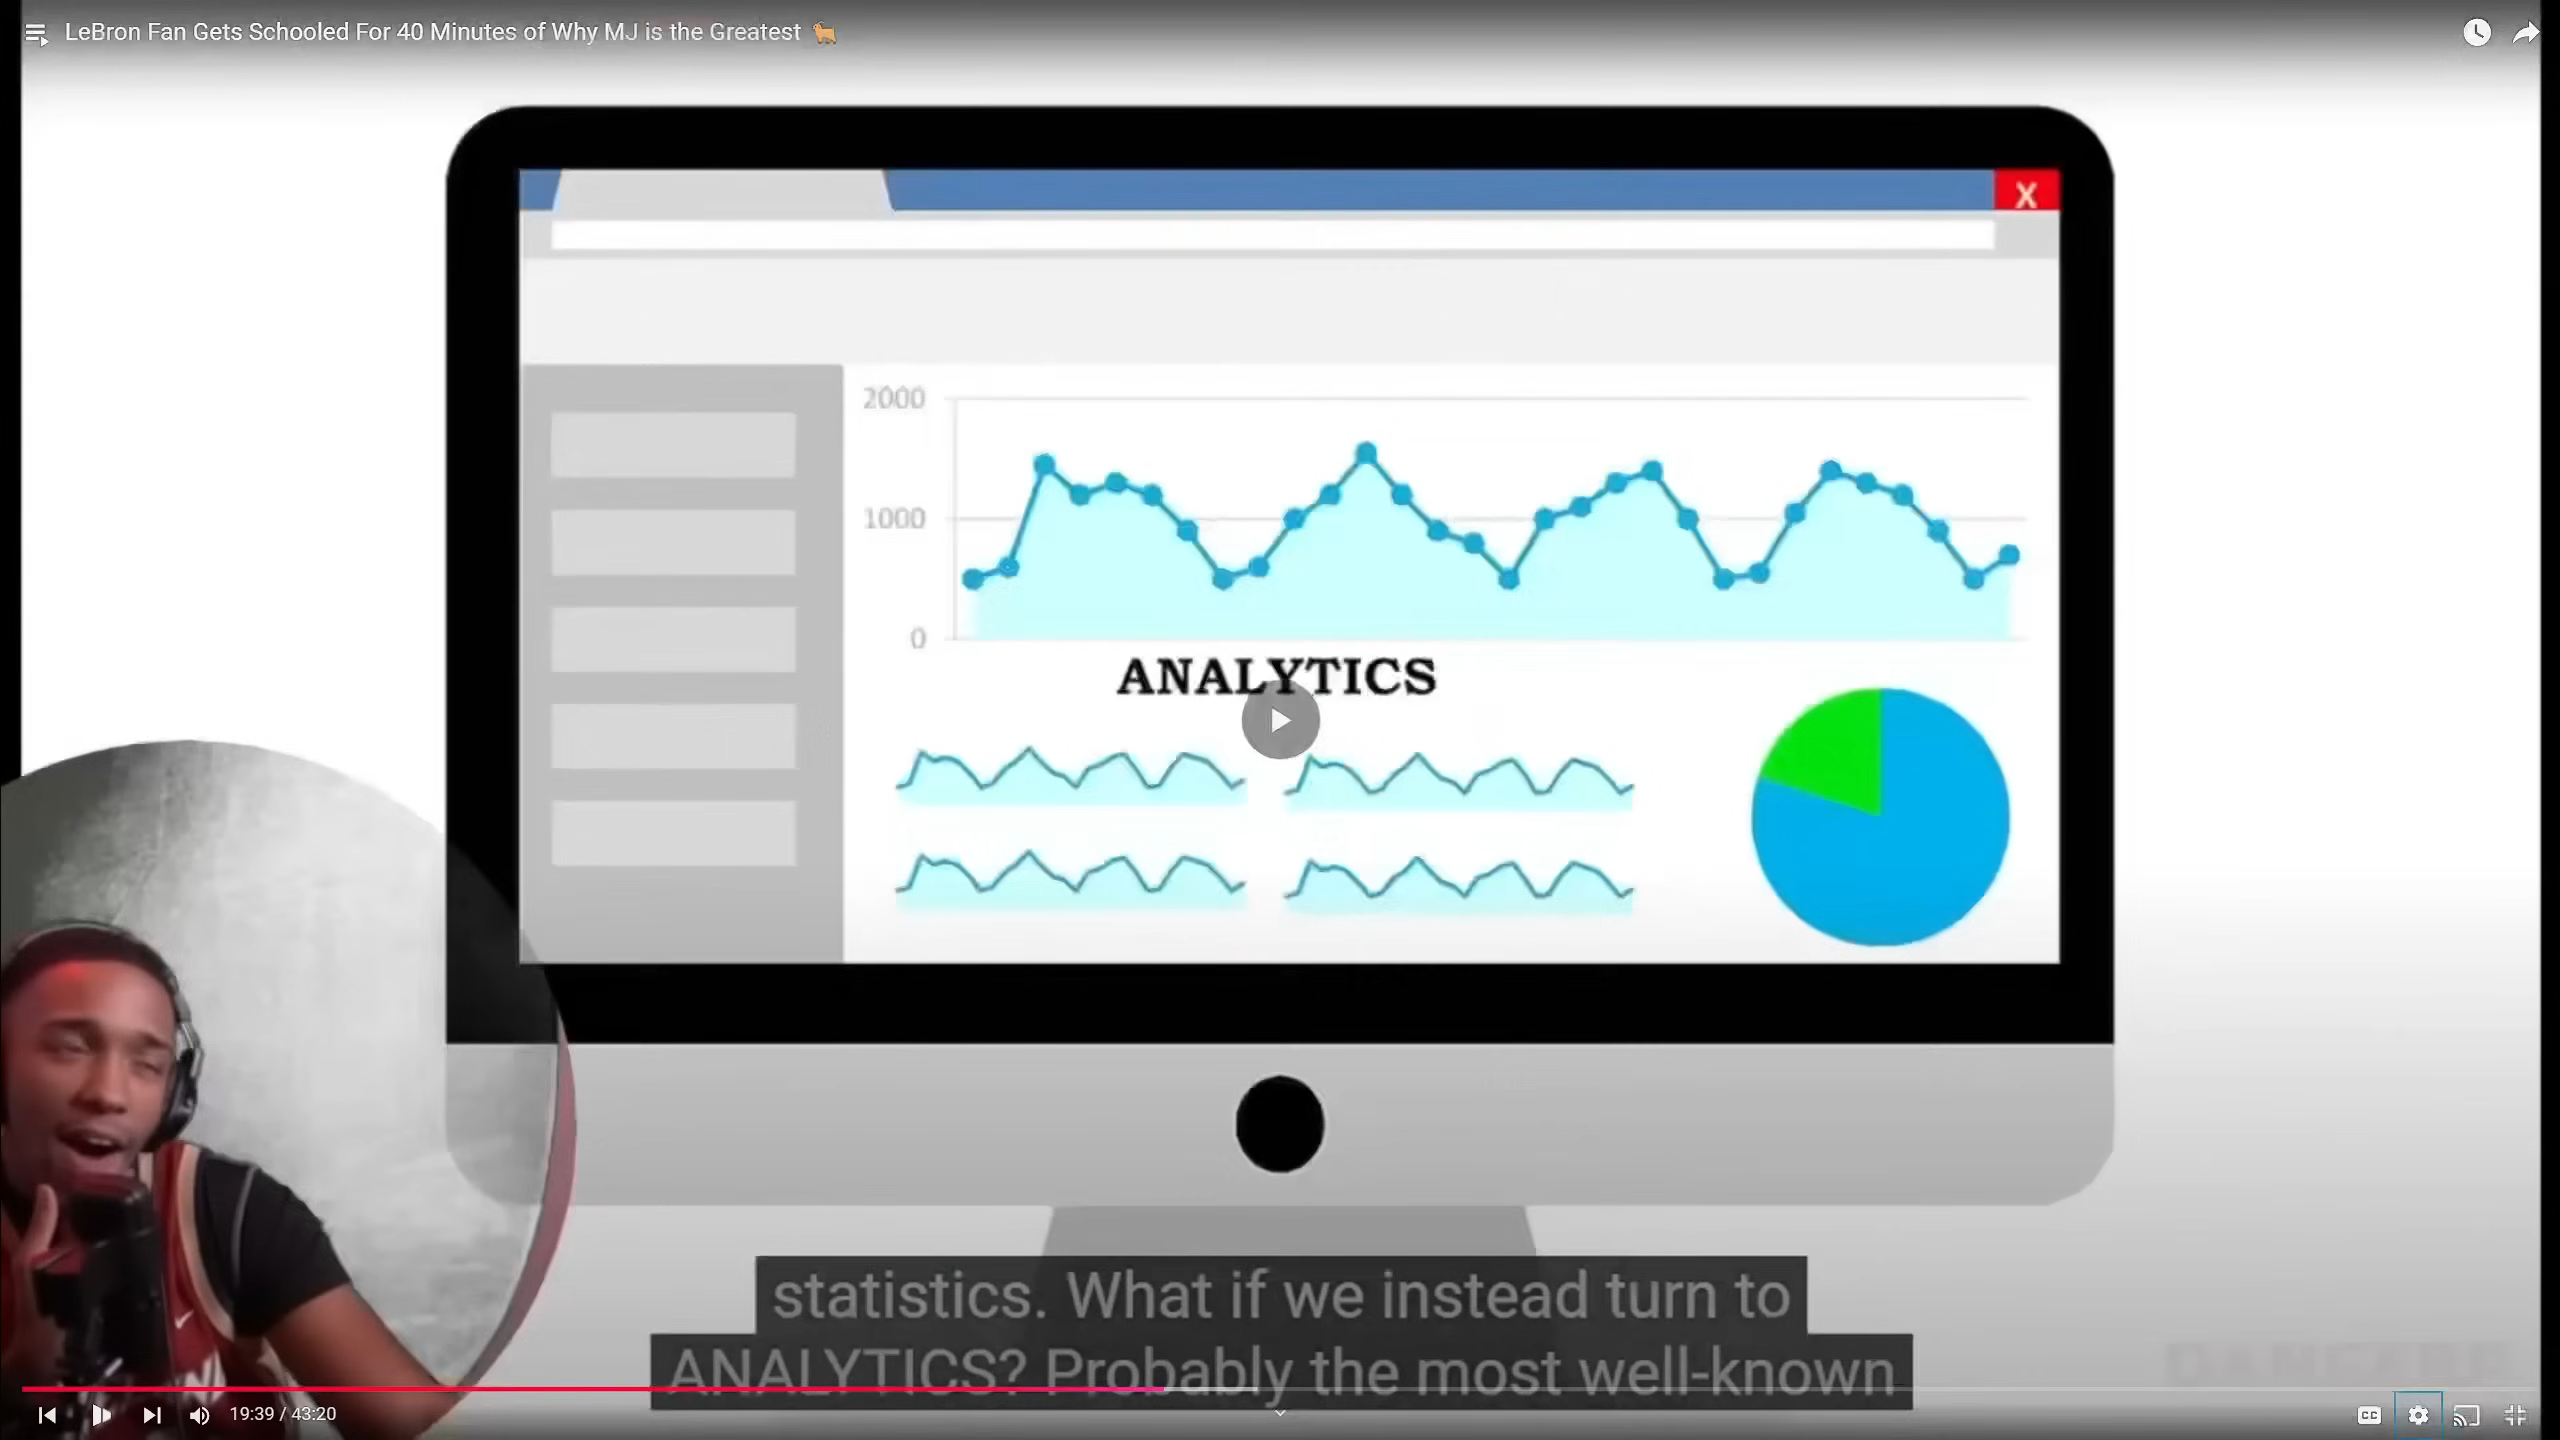 LeBron Fan Gets Schooled For 40 Minutes of Why MJ is the Greatest 🐐
X
2000
1000
0
ANALYTICS
statistics. What if we instead turn to
ANALYTICS? Probably the most well-known
19:39 / 43:20
CC